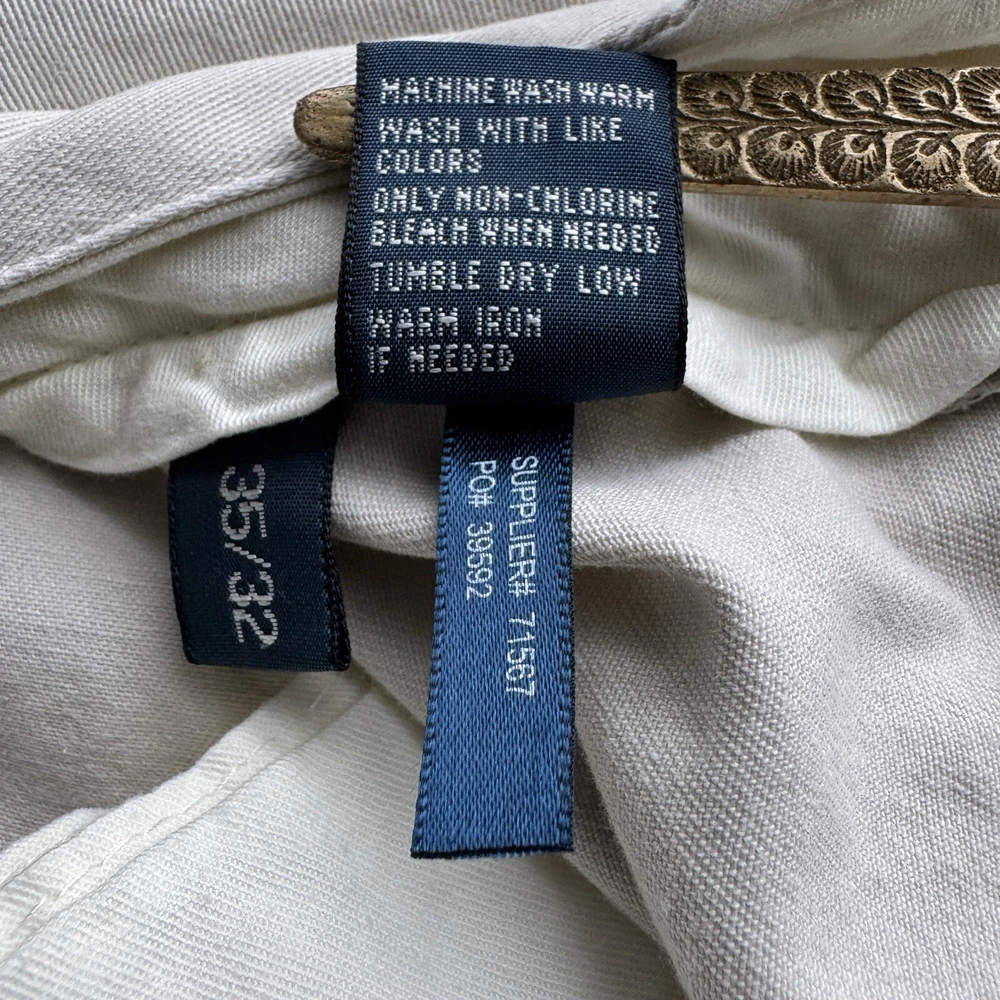 MACHINE WASH WARM
WASH WITH LIKE
COLORS
ONLY NON-CHLORINE
BLEACH WHEN NEEDED
TUMBLE DRY LOW
WARM IRON
IF NEEDED
35/32
SUPPLIER# 71567
PO# 39592